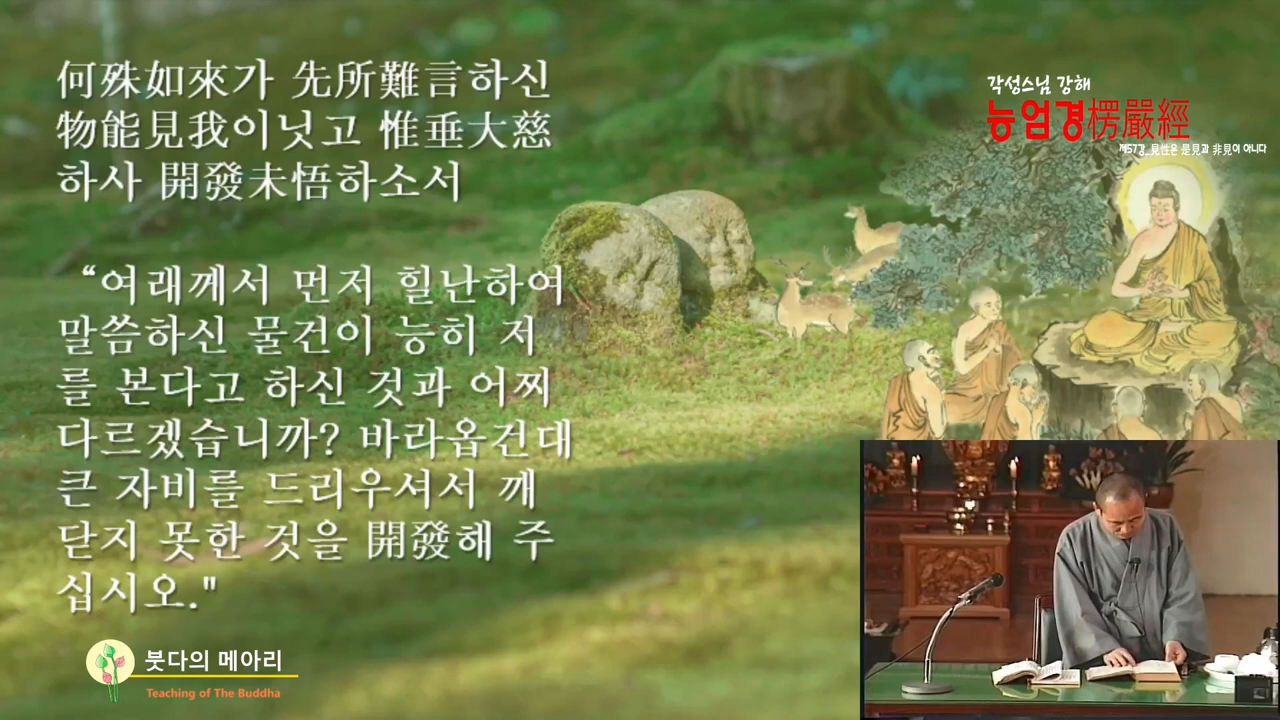 何殊如來가 先所難言하신
物能見我이닛고 惟垂大慈
하사 開發未悟하소서
“여래께서 먼저 힐난하여
말씀하신 물건이 능히 저
를 본다고 하신 것과 어찌
다르겠습니까? 바라옵건대
큰 자비를 드리우셔서 깨
닫지 못한 것을 開發해 주
십시오."
각성스님 강해
능엄경楞嚴經
제57강_見性은 是見과 非見이 아니다
붓다의 메아리
Teaching of The Buddha